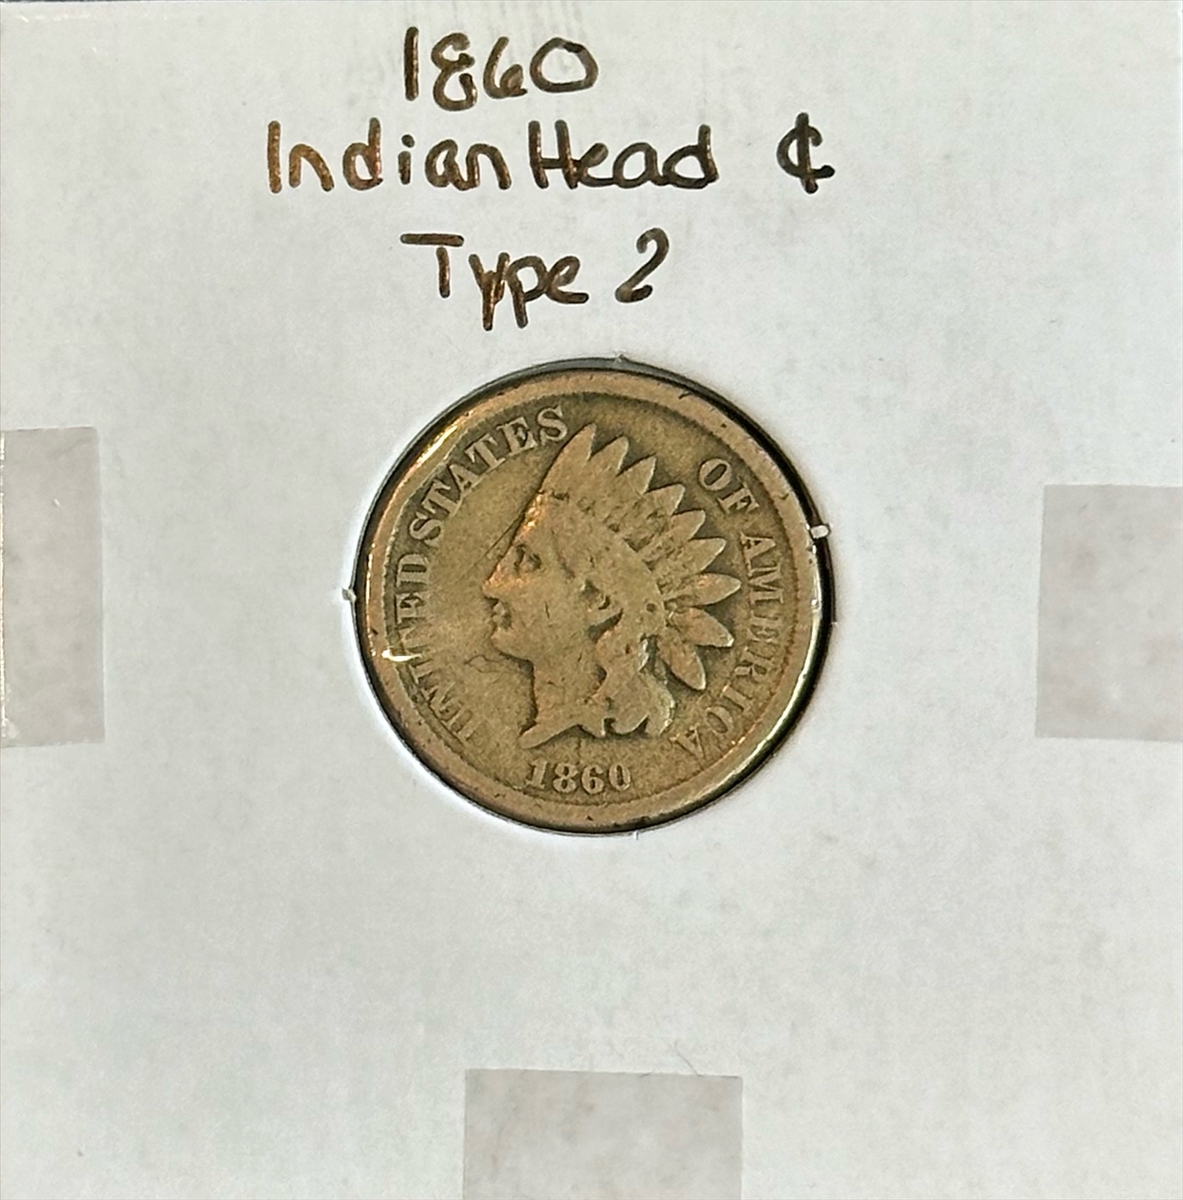 1860
Indian Head ¢
Type 2
UNITED STATES OF AMERICA
1860